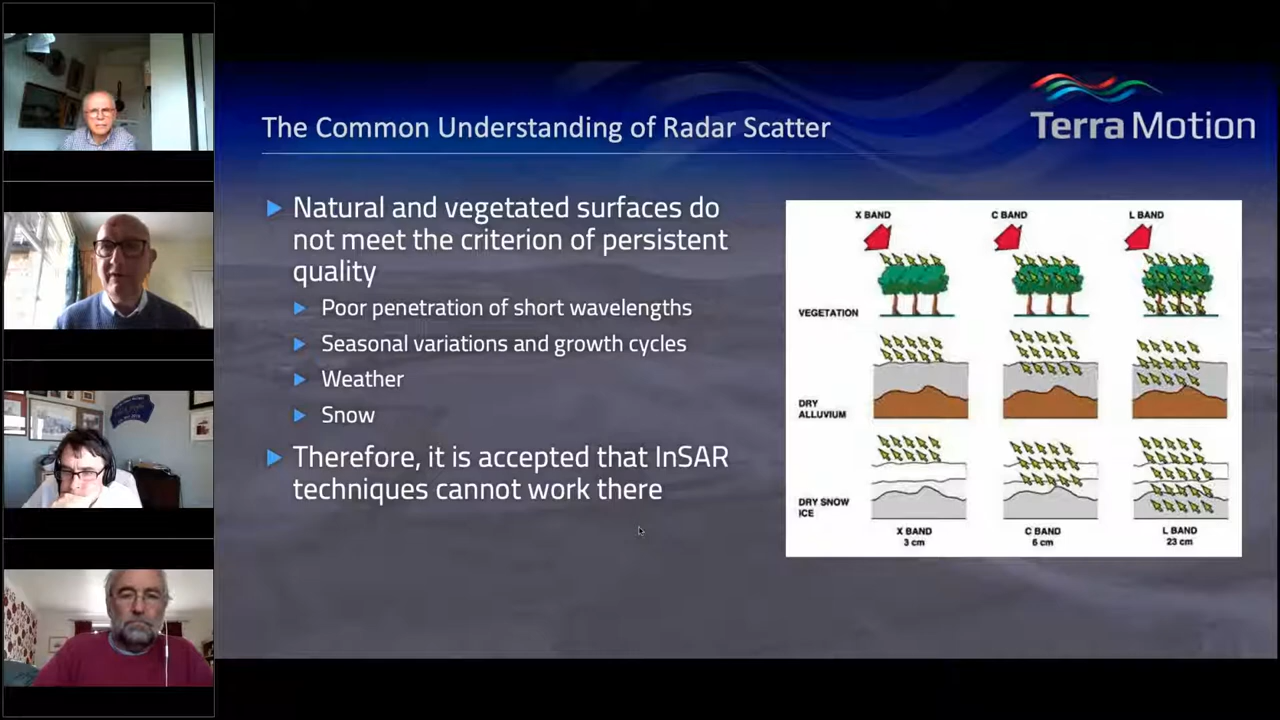 Terra Motion
The Common Understanding of Radar Scatter
Natural and vegetated surfaces do
not meet the criterion of persistent
quality
Poor penetration of short wavelengths
Seasonal variations and growth cycles
Weather
Snow
Therefore, it is accepted that InSAR
techniques cannot work there
X BAND
C BAND
L BAND
VEGETATION
DRY
ALLUVIUM
DRY SNOW
ICE
X BAND
3 cm
C BAND
6 cm
L BAND
23 cm